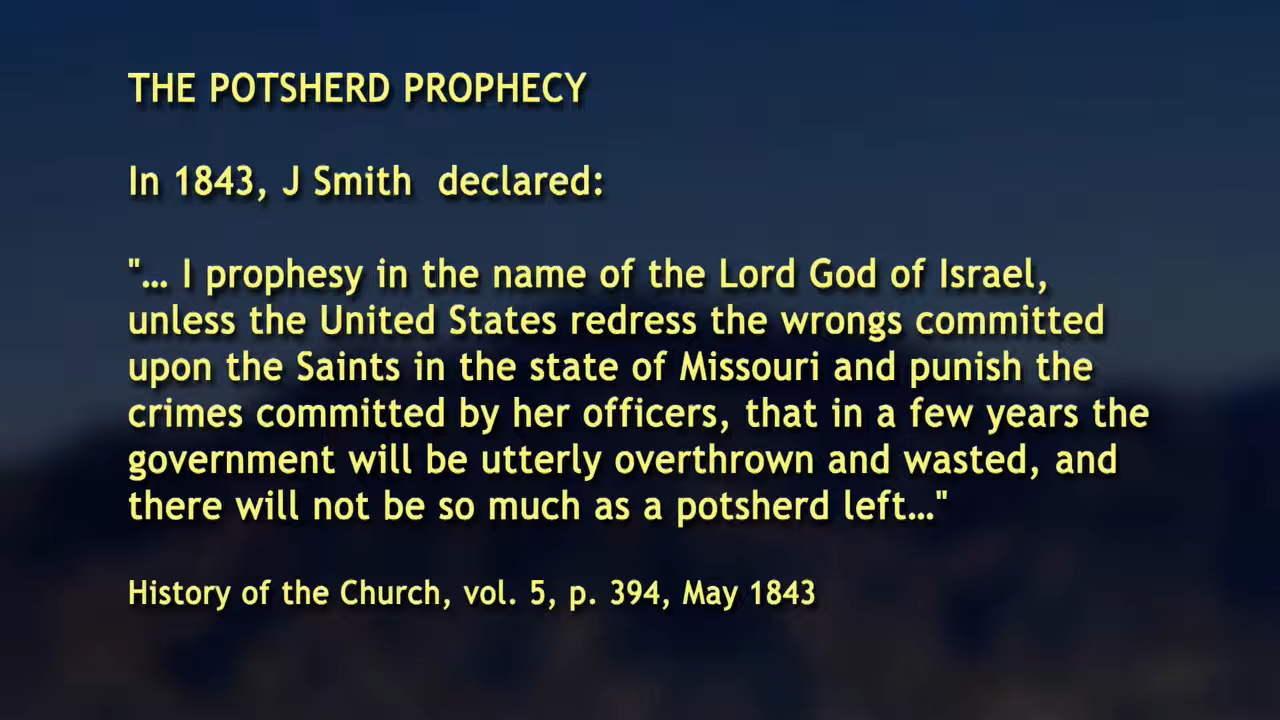 THE POTSHERD PROPHECY
In 1843, J Smith  declared:
"… I prophesy in the name of the Lord God of Israel,
unless the United States redress the wrongs committed
upon the Saints in the state of Missouri and punish the
crimes committed by her officers, that in a few years the
government will be utterly overthrown and wasted, and
there will not be so much as a potsherd left…"
History of the Church, vol. 5, p. 394, May 1843